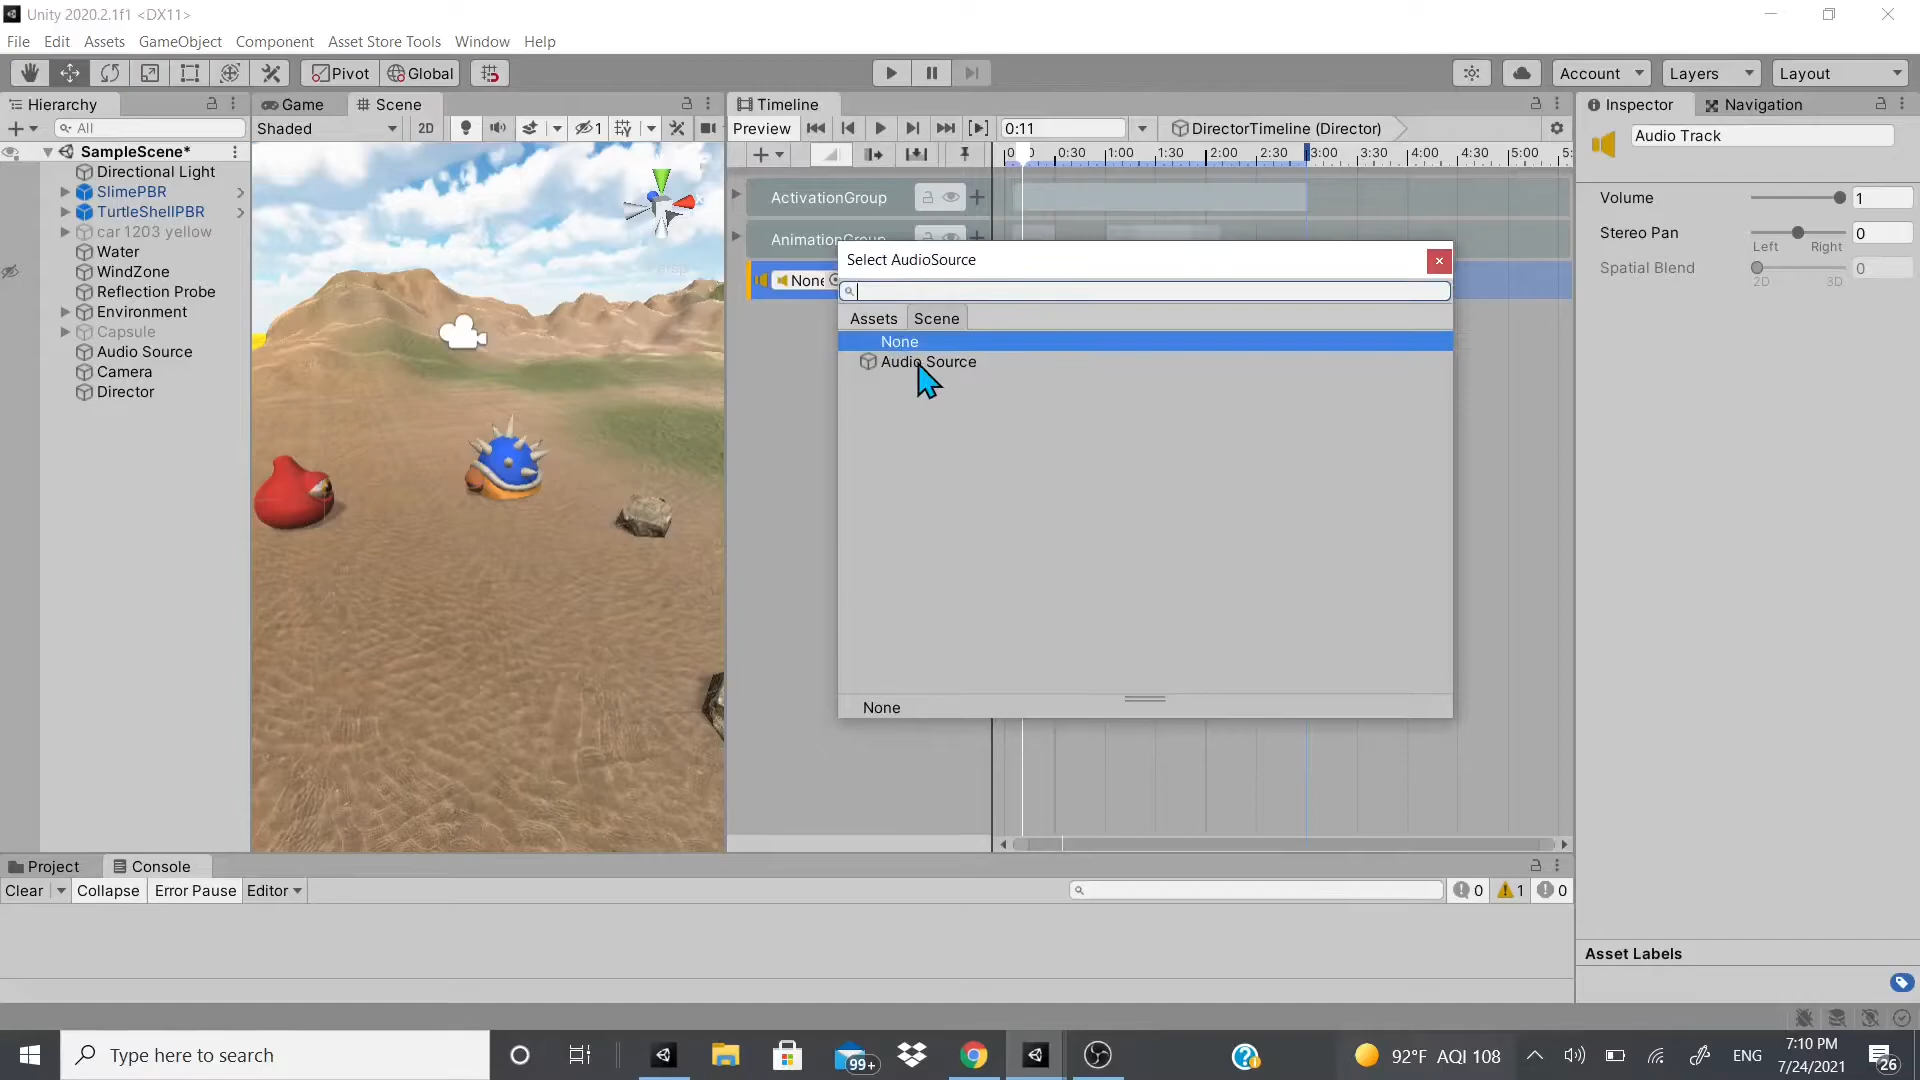 Unity 2020.2.1f1 <DX11>
File Edit Assets GameObject Component Asset Store Tools Window Help
Pivot Global Account Layers Layout
Hierarchy
All
SampleScene*
Directional Light
SlimePBR
TurtleShellPBR
car 1203 yellow
Water
WindZone
Reflection Probe
Environment
Capsule
Audio Source
Camera
Director
Game Scene
Shaded 2D 1
Persp
Timeline
Preview 0:11 DirectorTimeline (Director)
0:30 1:00 1:30 2:00 2:30 3:00 3:30 4:00 4:30 5:00
ActivationGroup
AnimationGroup
None
Select AudioSource
Assets Scene
None
Audio Source
None
Inspector Navigation
Audio Track
Volume 1
Stereo Pan 0
Left Right
Spatial Blend 0
2D 3D
Asset Labels
Project Console
Clear Collapse Error Pause Editor 0 1 0
Type here to search
99+
92°F AQI 108
ENG
7:10 PM
7/24/2021
26